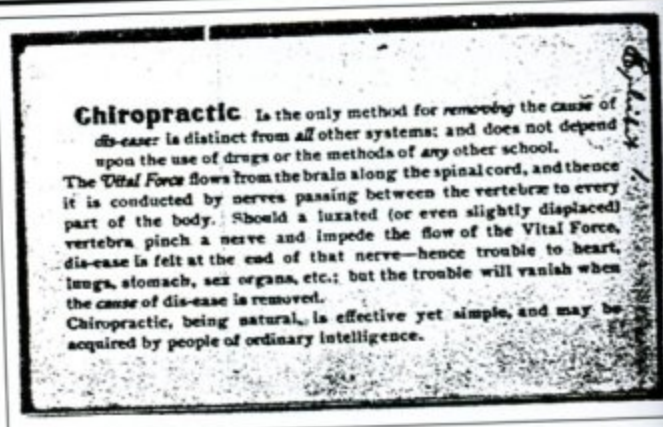 Chiropractic Is the only method for removing the cause of
dis-ease: is distinct from all other systems; and does not depend
upon the use of drugs or the methods of any other school.
The Vital Force flows from the brain along the spinal cord, and thence
it is conducted by nerves passing between the vertebræ to every
part of the body. Should a luxated (or even slightly displaced)
vertebra pinch a nerve and impede the flow of the Vital Force,
dis-ease is felt at the end of that nerve—hence trouble to heart,
lungs, stomach, sex organs, etc.; but the trouble will vanish when
the cause of dis-ease is removed.
Chiropractic, being natural, is effective yet simple, and may be
acquired by people of ordinary intelligence.